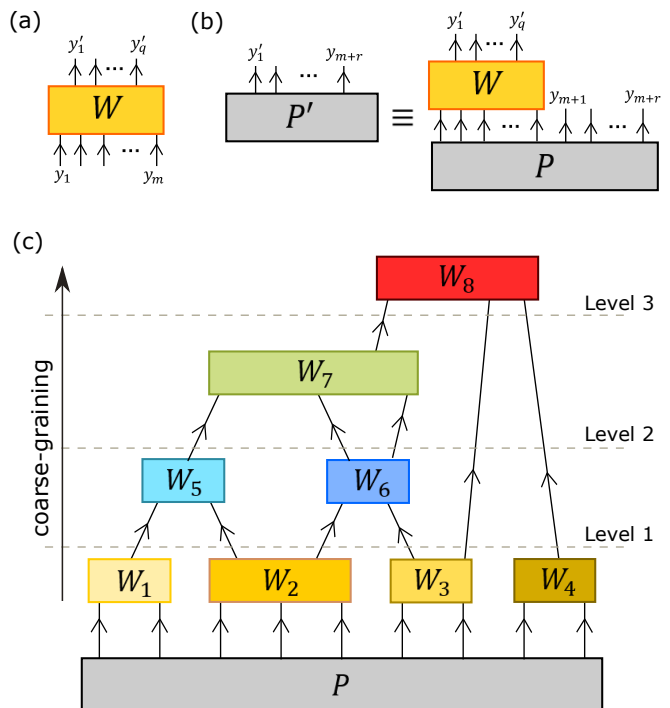 (a)
y′₁ ... y′q
W
y₁ ... yₘ
(b)
y′₁ ... yₘ₊ᵣ
P′
≡
y′₁ ... y′q
W
... yₘ₊₁ ... yₘ₊ᵣ
P
(c)
coarse-graining
W₈
Level 3
W₇
Level 2
W₅ W₆
Level 1
W₁ W₂ W₃ W₄
P